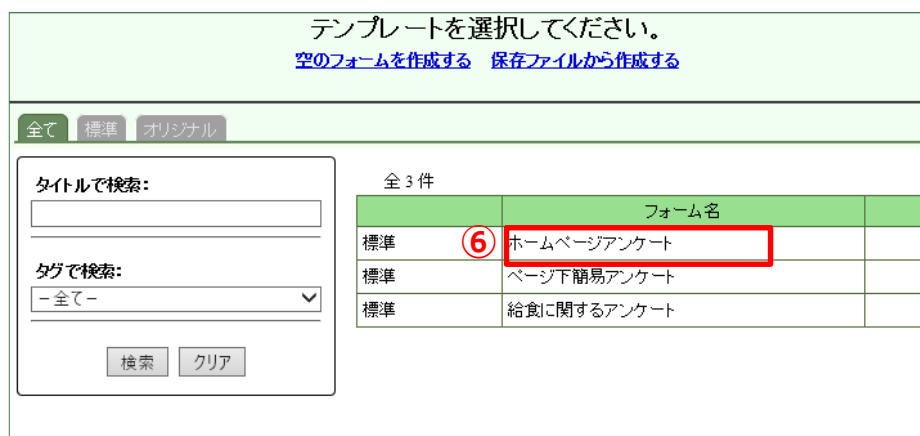 テンプレートを選択してください。
空のフォームを作成する 保存ファイルから作成する
全て 標準 オリジナル
タイトルで検索:
タグで検索:
－全て－
検索 クリア
全3件
フォーム名
標準 ⑥ ホームページアンケート
標準 ページ下簡易アンケート
標準 給食に関するアンケート